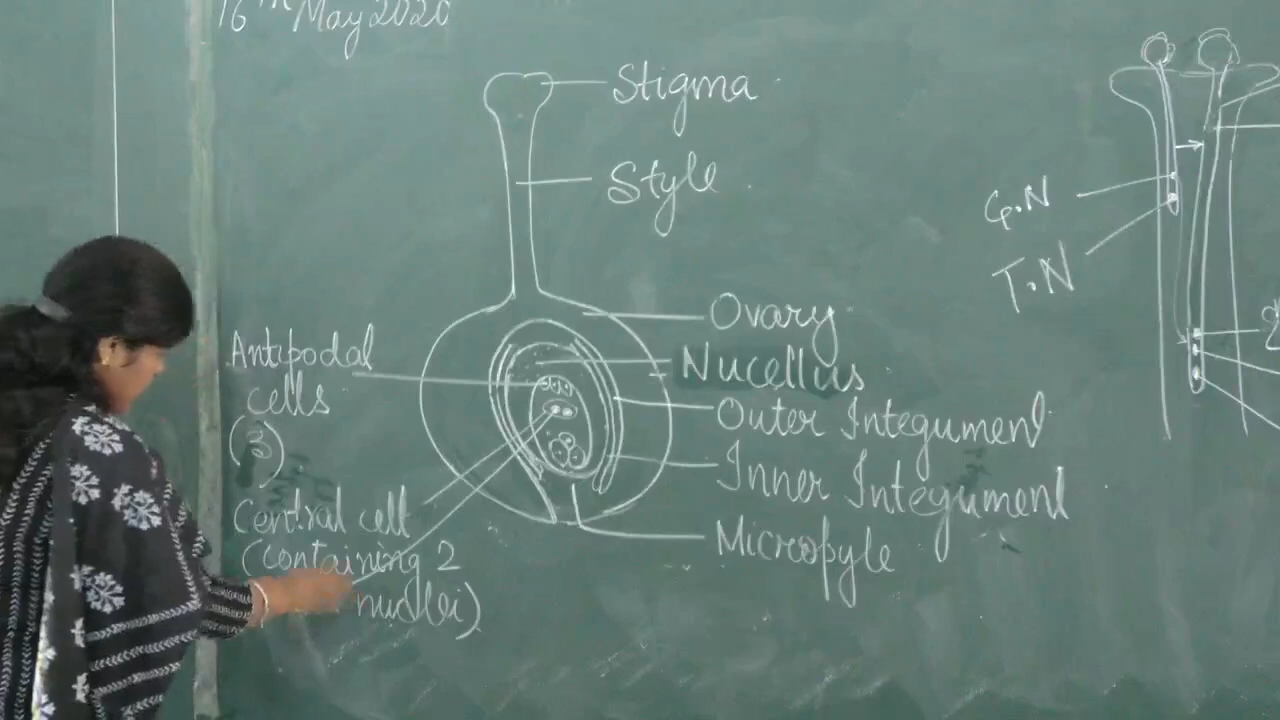 16th May 2020
Stigma
Style
Ovary
Nucellus
Outer Integument
Inner Integument
Micropyle
Antipodal
cells
(3)
Central cell
(containing 2
nuclei)
G.N
T.N